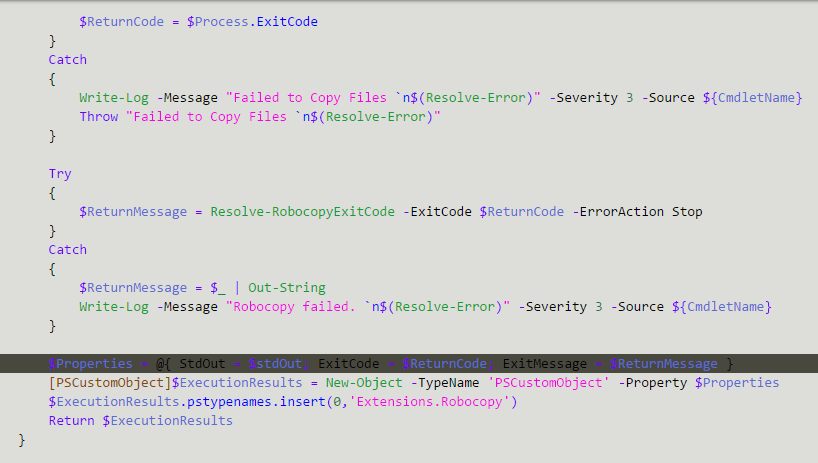 $ReturnCode = $Process.ExitCode
}
Catch
{
Write-Log -Message "Failed to Copy Files `n$(Resolve-Error)" -Severity 3 -Source ${CmdletName}
Throw "Failed to Copy Files `n$(Resolve-Error)"
}
Try
{
$ReturnMessage = Resolve-RobocopyExitCode -ExitCode $ReturnCode -ErrorAction Stop
}
Catch
{
$ReturnMessage = $_ | Out-String
Write-Log -Message "Robocopy failed. `n$(Resolve-Error)" -Severity 3 -Source ${CmdletName}
}
$Properties = @{ StdOut = $stdOut; ExitCode = $ReturnCode; ExitMessage = $ReturnMessage }
[PSCustomObject]$ExecutionResults = New-Object -TypeName 'PSCustomObject' -Property $Properties
$ExecutionResults.pstypenames.insert(0,'Extensions.Robocopy')
Return $ExecutionResults
}